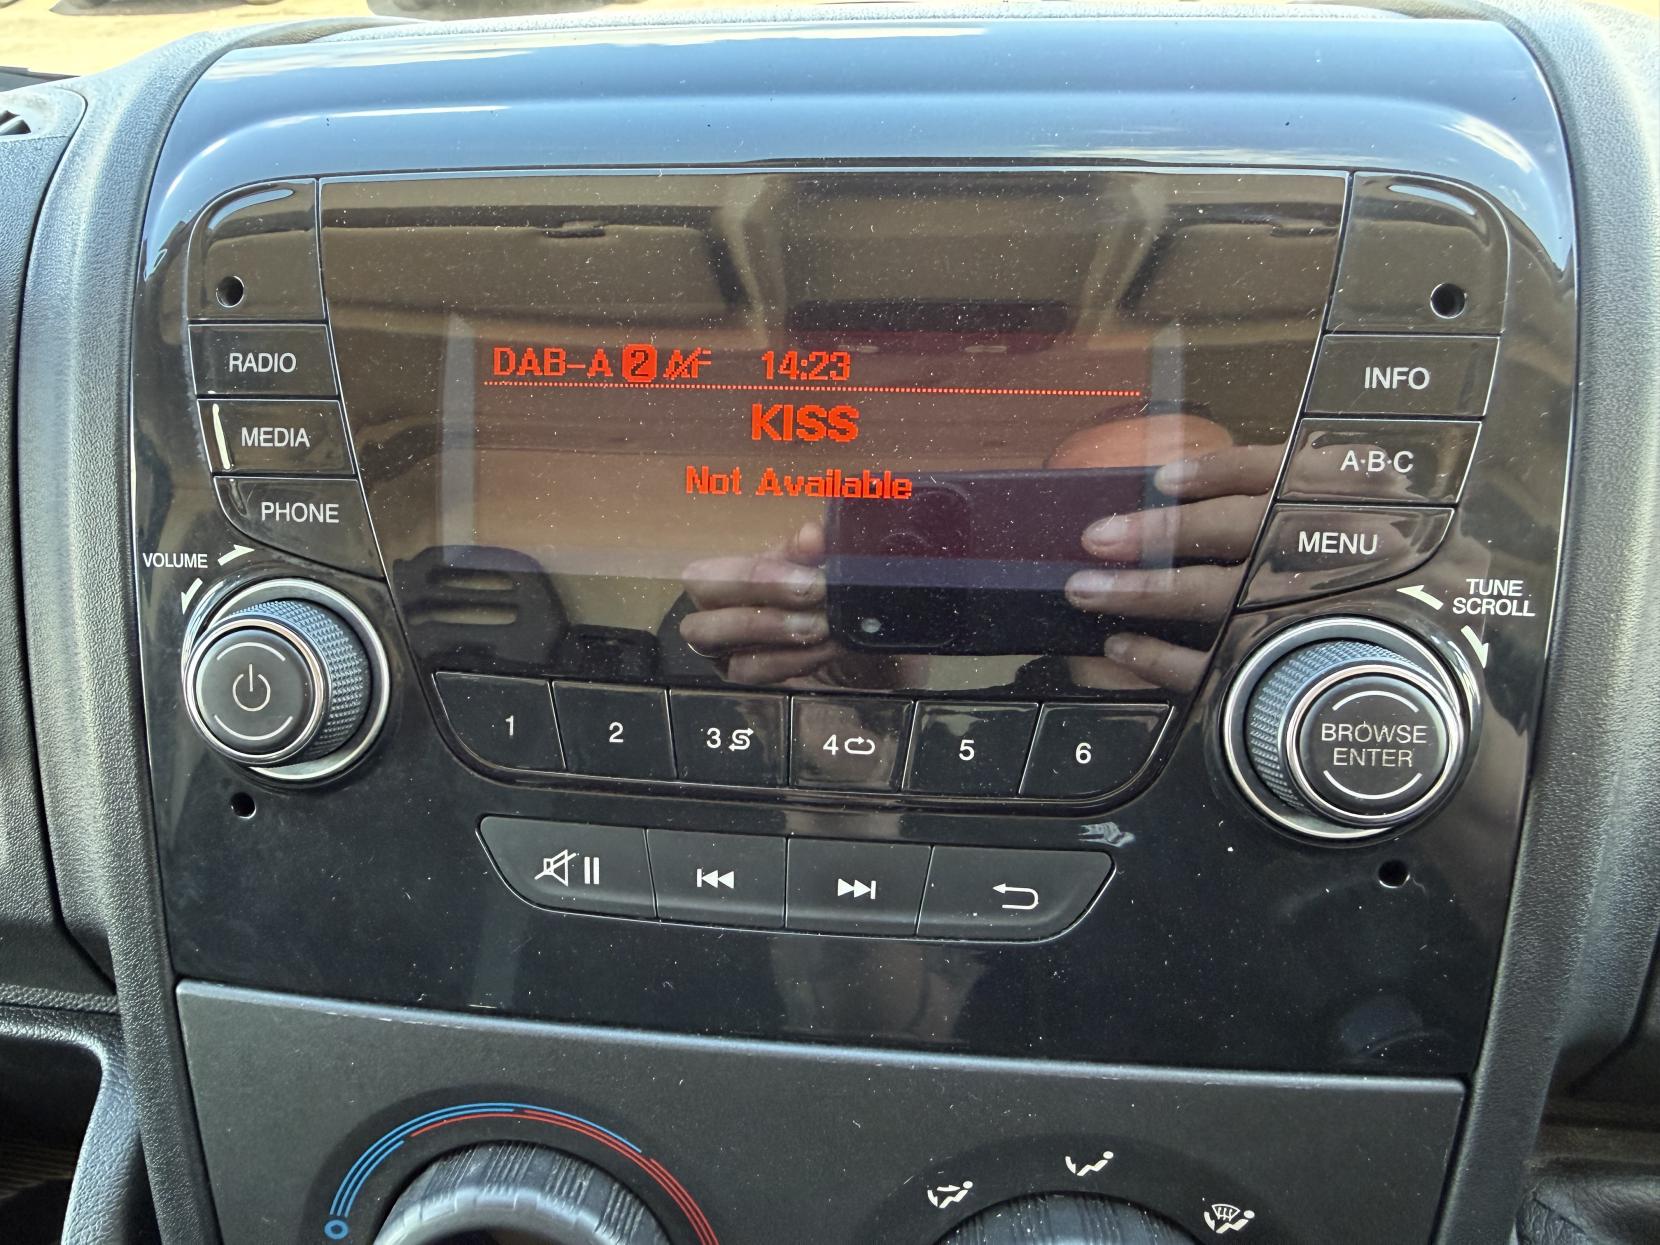 DAB-A 2 AF 14:23
KISS
Not Available
RADIO
MEDIA
PHONE
VOLUME
INFO
A·B·C
MENU
TUNE
SCROLL
1 2 3 4 5 6
BROWSE
ENTER